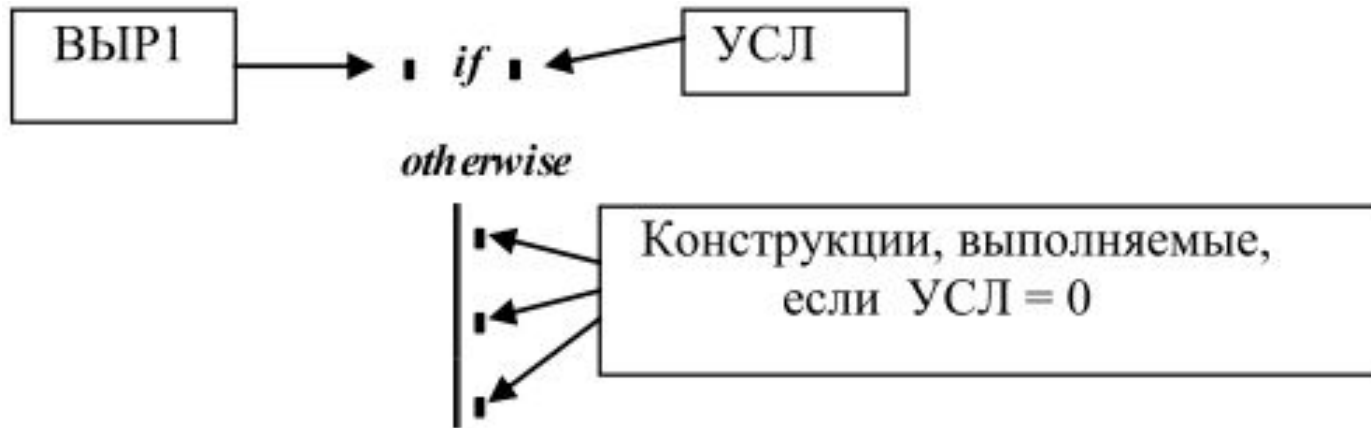 ВЫР1
if
УСЛ
otherwise
Конструкции, выполняемые,
если УСЛ = 0